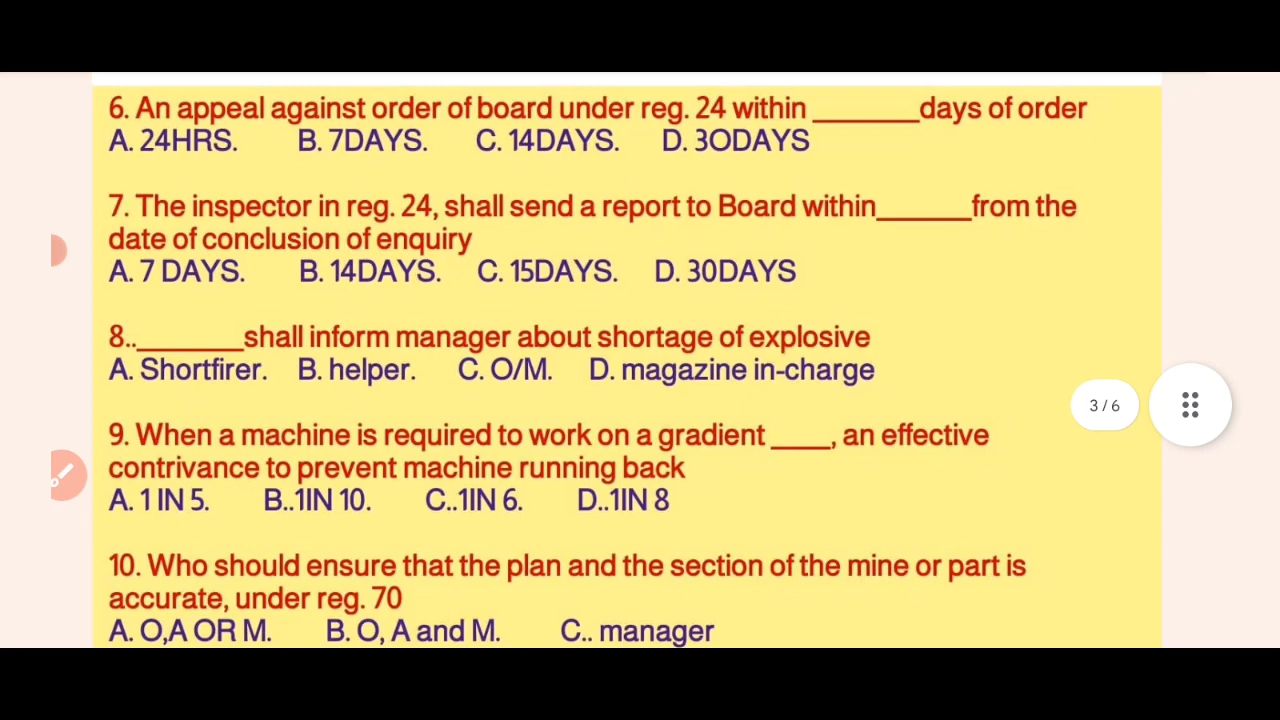 6. An appeal against order of board under reg. 24 within ________days of order
A. 24HRS. B. 7DAYS. C. 14DAYS. D. 3ODAYS
7. The inspector in reg. 24, shall send a report to Board within_______from the
date of conclusion of enquiry
A. 7 DAYS. B. 14DAYS. C. 15DAYS. D. 30DAYS
8..________shall inform manager about shortage of explosive
A. Shortfirer. B. helper. C. O/M. D. magazine in-charge
9. When a machine is required to work on a gradient ____, an effective
contrivance to prevent machine running back
A. 1 IN 5. B..1IN 10. C..1IN 6. D..1IN 8
3 / 6
10. Who should ensure that the plan and the section of the mine or part is
accurate, under reg. 70
A. O,A OR M. B. O, A and M. C.. manager